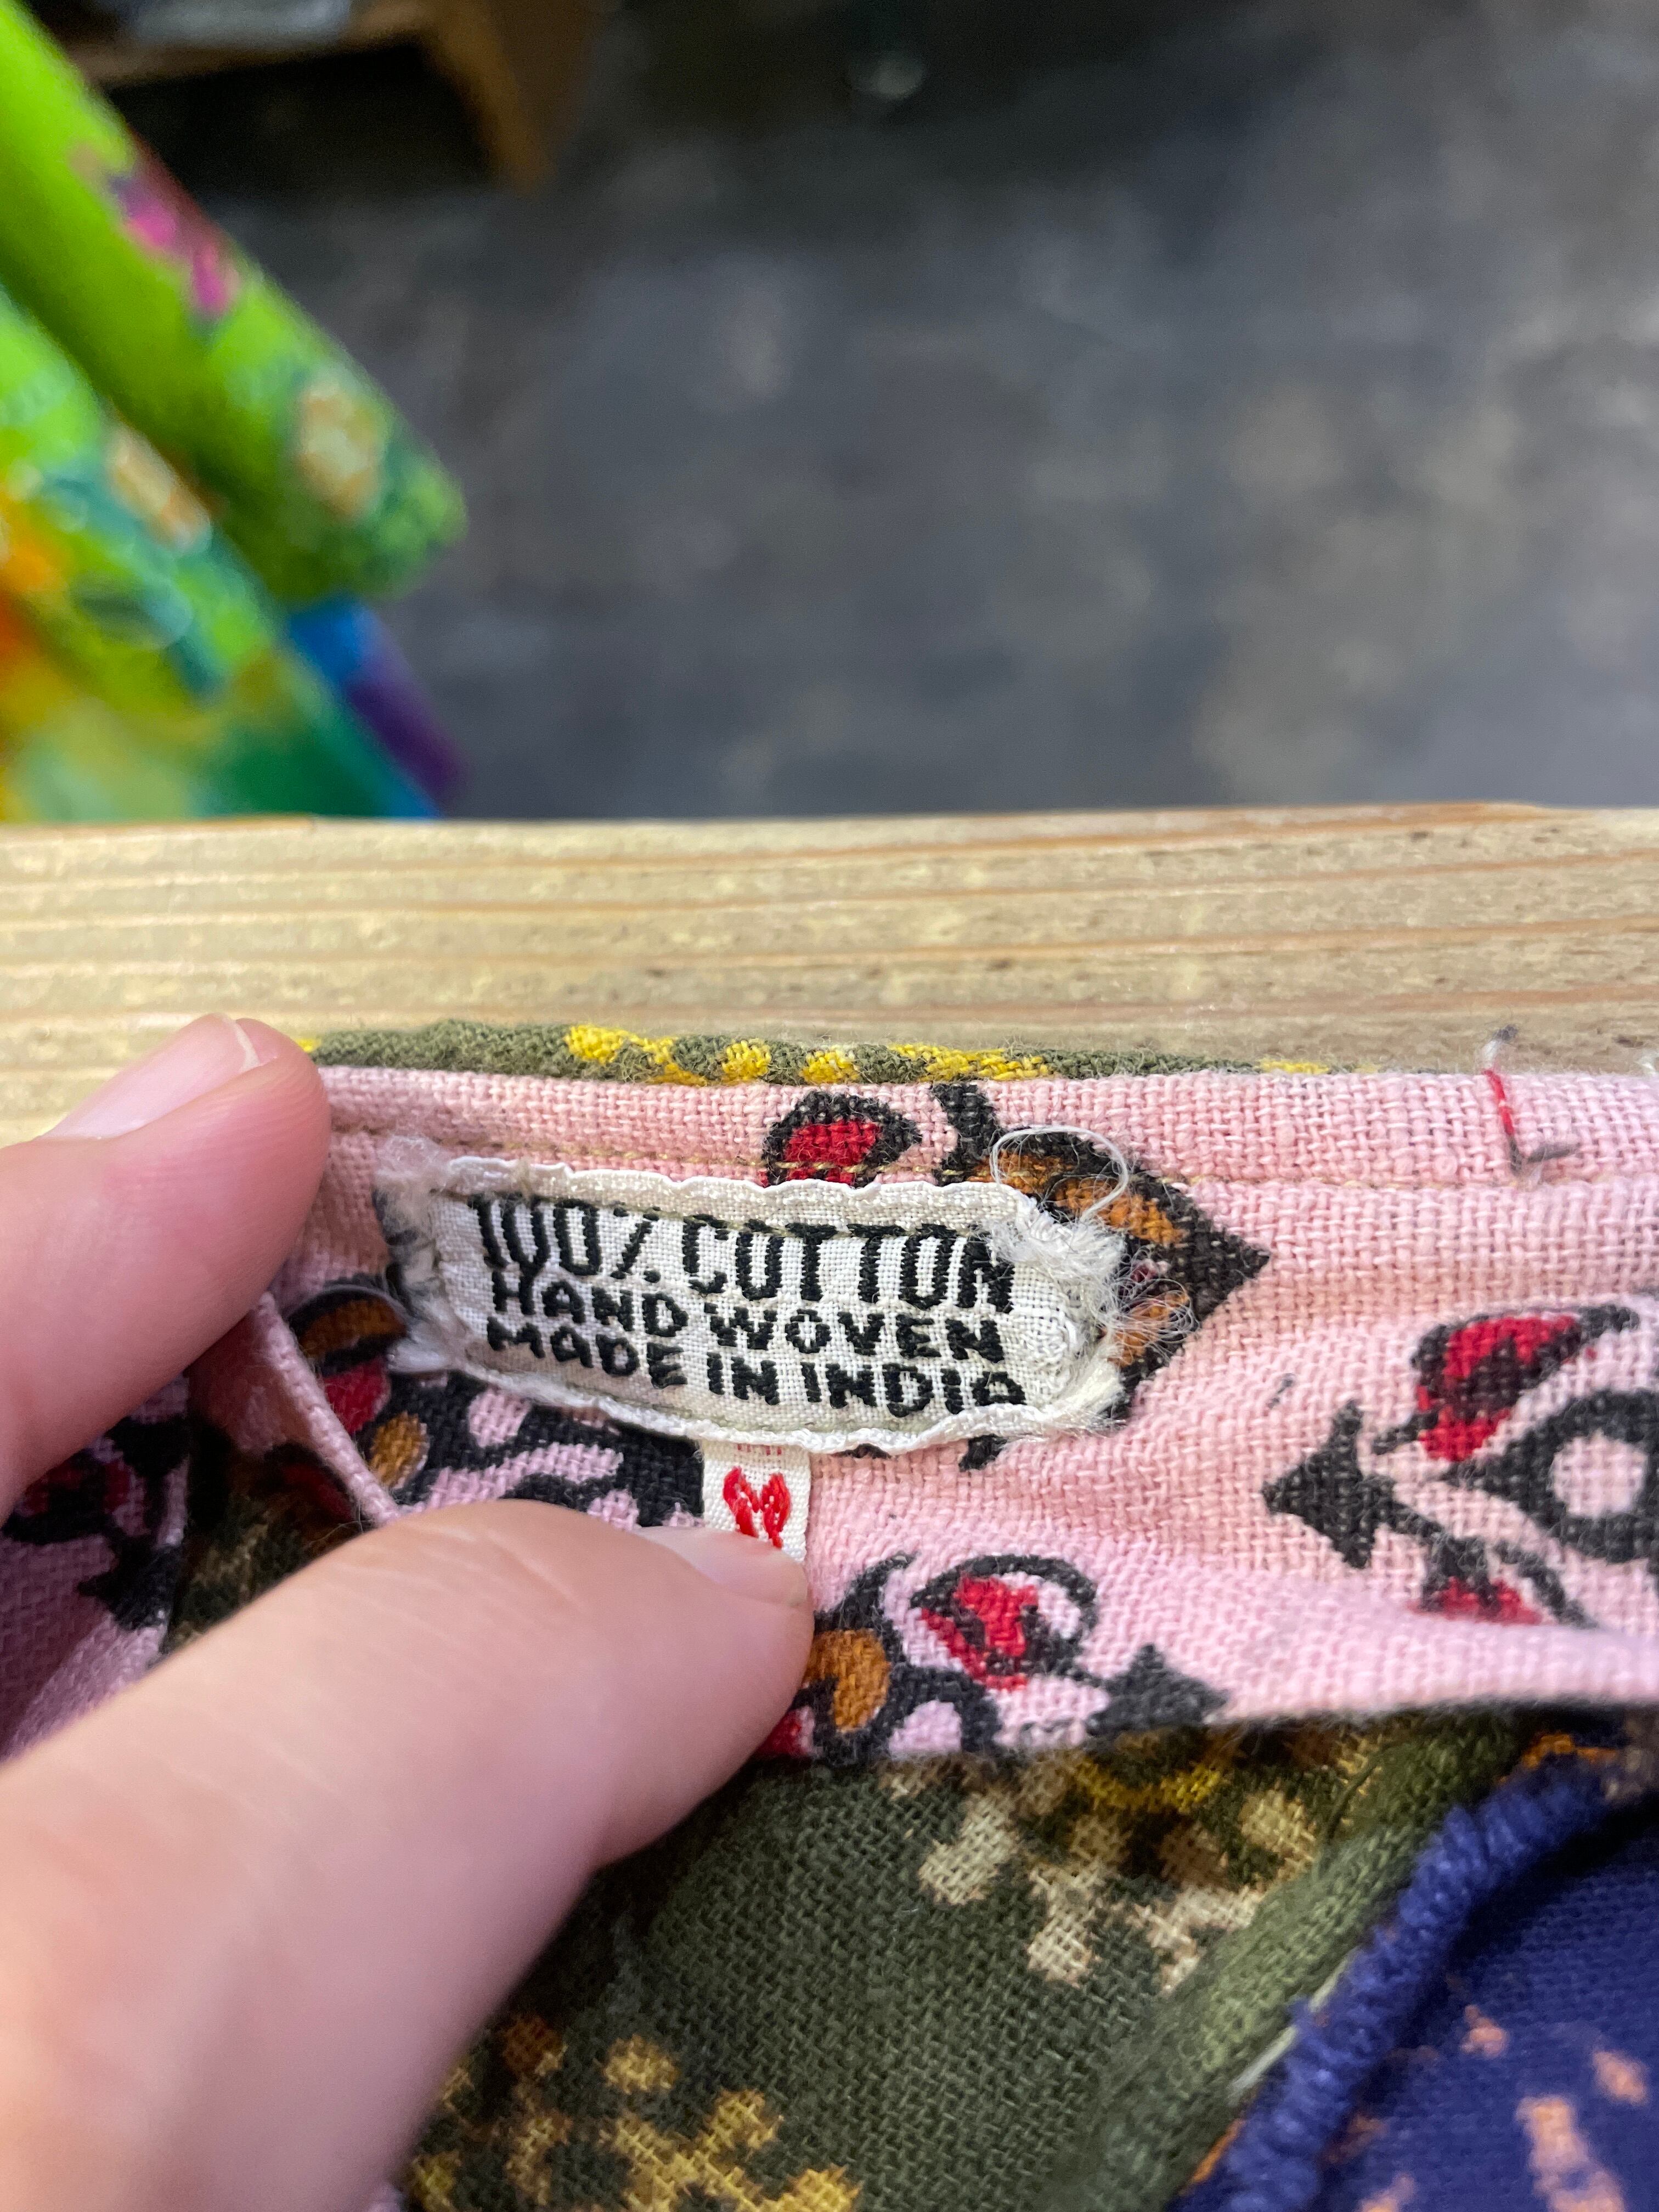 100% COTTON
HAND WOVEN
MADE IN INDIA